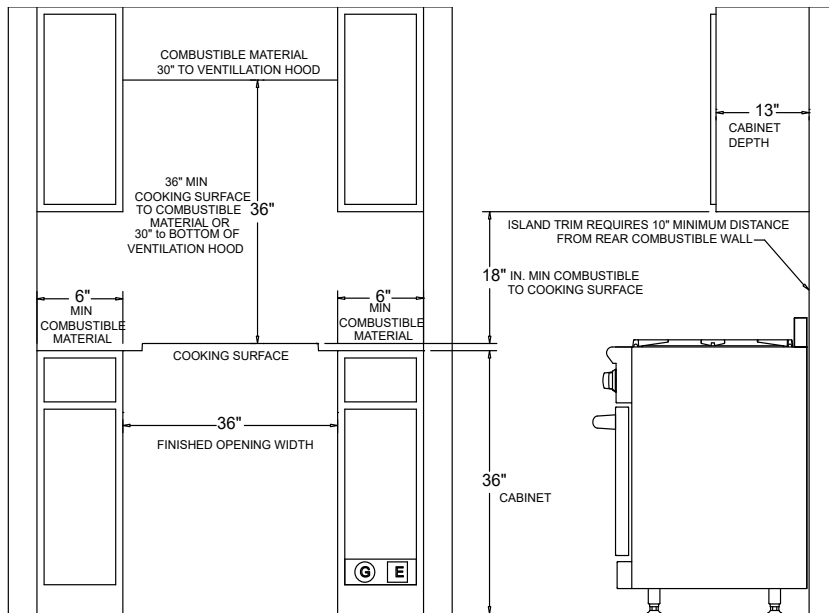 COMBUSTIBLE MATERIAL
30" TO VENTILLATION HOOD
36" MIN
COOKING SURFACE
TO COMBUSTIBLE
MATERIAL OR
30" to BOTTOM OF
VENTILATION HOOD
36"
6"
MIN
COMBUSTIBLE
MATERIAL
6"
MIN
COMBUSTIBLE
MATERIAL
COOKING SURFACE
36"
FINISHED OPENING WIDTH
G E
13"
CABINET
DEPTH
ISLAND TRIM REQUIRES 10" MINIMUM DISTANCE
FROM REAR COMBUSTIBLE WALL
18" IN. MIN COMBUSTIBLE
TO COOKING SURFACE
36"
CABINET